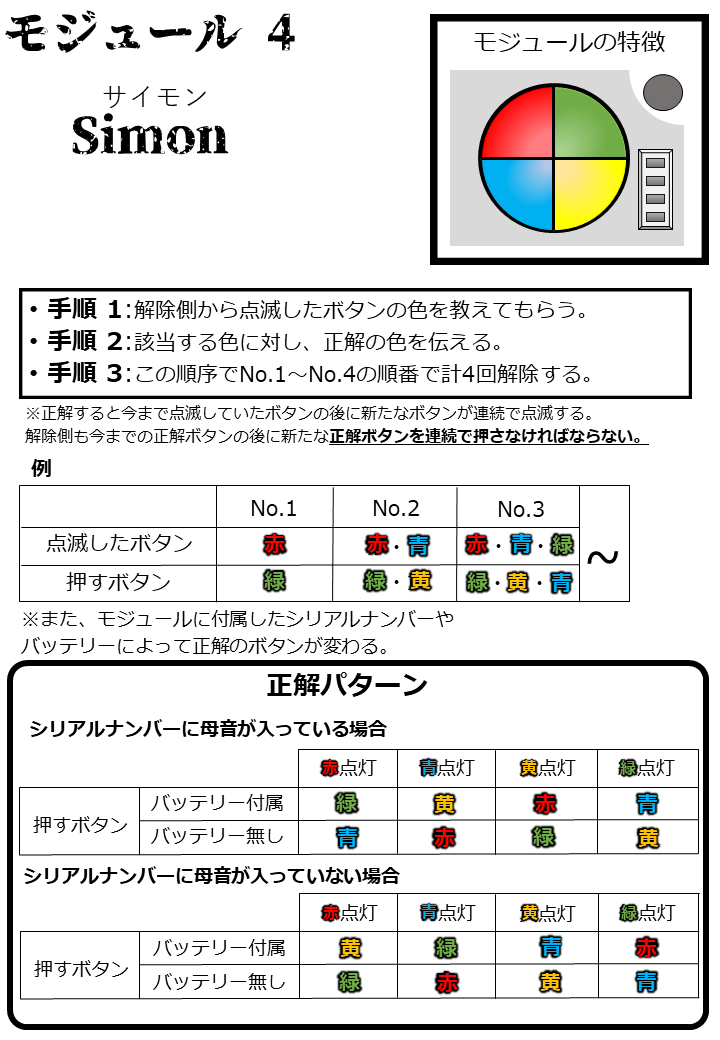 モジュール 4
サイモン
Simon
モジュールの特徴
・手順 1:解除側から点滅したボタンの色を教えてもらう。
・手順 2:該当する色に対し、正解の色を伝える。
・手順 3:この順序でNo.1～No.4の順番で計4回解除する。
※正解すると今まで点滅していたボタンの後に新たなボタンが連続で点滅する。
解除側も今までの正解ボタンの後に新たな正解ボタンを連続で押さなければならない。
例
No.1 No.2 No.3
点滅したボタン 赤 赤・青 赤・青・緑 ～
押すボタン 緑 緑・黄 緑・黄・青
※また、モジュールに付属したシリアルナンバーや
バッテリーによって正解のボタンが変わる。
正解パターン
シリアルナンバーに母音が入っている場合
赤点灯 青点灯 黄点灯 緑点灯
押すボタン バッテリー付属 緑 黄 赤 青
バッテリー無し 青 赤 緑 黄
シリアルナンバーに母音が入っていない場合
赤点灯 青点灯 黄点灯 緑点灯
押すボタン バッテリー付属 黄 緑 青 赤
バッテリー無し 緑 赤 黄 青